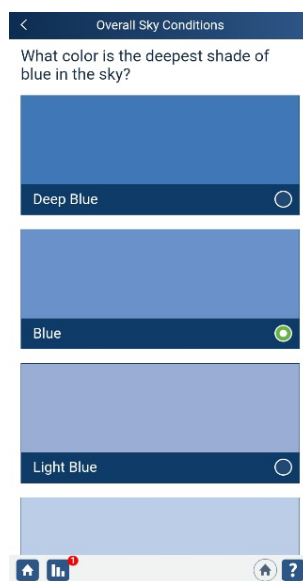 Overall Sky Conditions
What color is the deepest shade of
blue in the sky?
Deep Blue
Blue
Light Blue
1
?